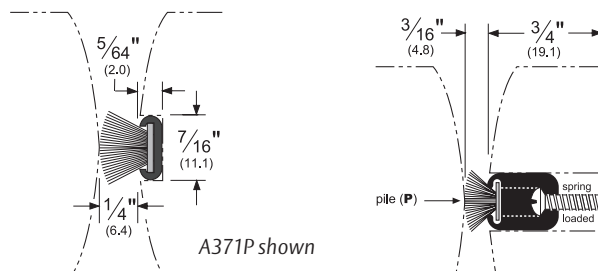 5/64"
(2.0)
7/16"
(11.1)
1/4"
(6.4)
A371P shown
3/16"
(4.8)
3/4"
(19.1)
pile (P)
spring
loaded